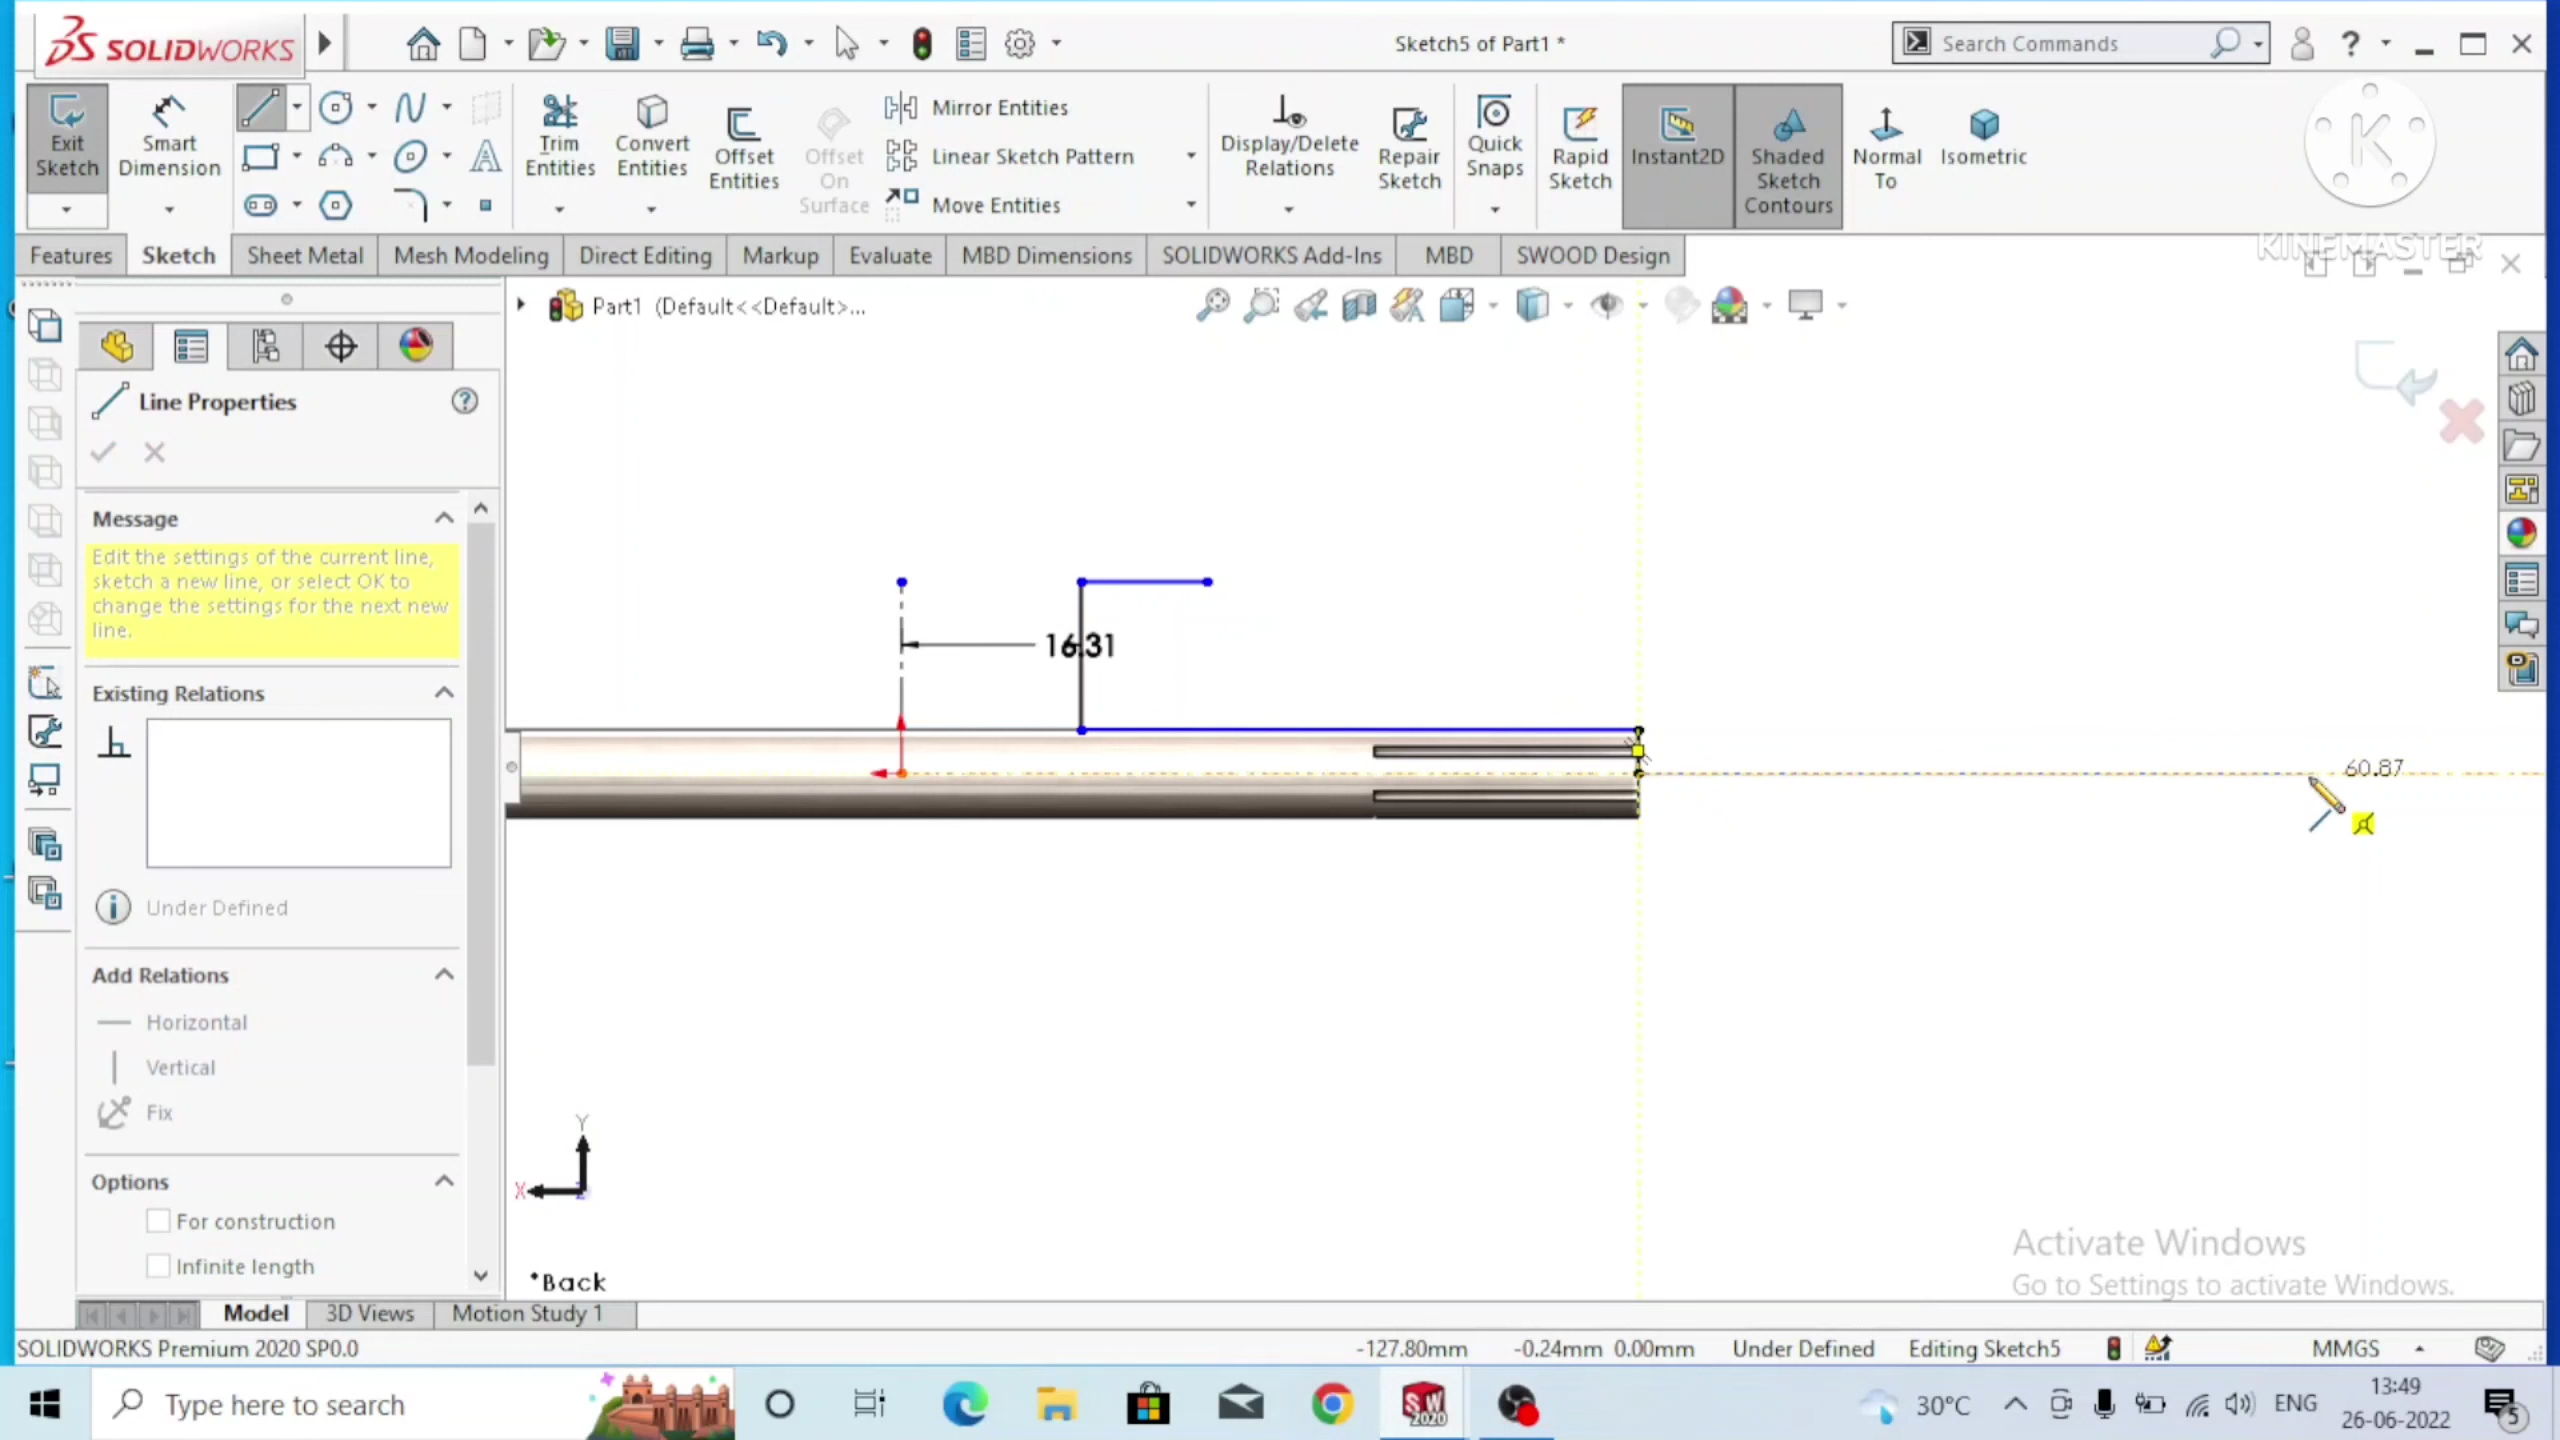 SOLIDWORKS
Sketch5 of Part1 *
Search Commands
Exit Sketch
Smart Dimension
Trim Entities
Convert Entities
Offset Entities
Offset On Surface
Mirror Entities
Linear Sketch Pattern
Move Entities
Display/Delete Relations
Repair Sketch
Quick Snaps
Rapid Sketch
Instant2D
Shaded Sketch Contours
Normal To
Isometric
K
KINEMASTER
Features
Sketch
Sheet Metal
Mesh Modeling
Direct Editing
Markup
Evaluate
MBD Dimensions
SOLIDWORKS Add-Ins
MBD
SWOOD Design
Part1 (Default<<Default>...
Line Properties
Message
Edit the settings of the current line,
sketch a new line, or select OK to
change the settings for the next new
line.
Existing Relations
Under Defined
Add Relations
Horizontal
Vertical
Fix
Options
For construction
Infinite length
16.31
60.87
Y
X
Z
*Back
Activate Windows
Go to Settings to activate Windows.
Model
3D Views
Motion Study 1
SOLIDWORKS Premium 2020 SP0.0
-127.80mm
-0.24mm 0.00mm
Under Defined
Editing Sketch5
MMGS
Type here to search
SW
2020
30°C
ENG
13:49
26-06-2022
5